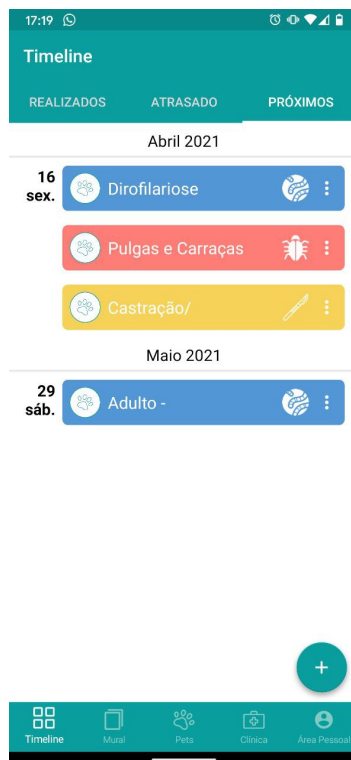 17:19
Timeline
REALIZADOS ATRASADO PRÓXIMOS
Abril 2021
16
sex.
Dirofilariose
Pulgas e Carraças
Castração/
Maio 2021
29
sáb.
Adulto -
+
Timeline Mural Pets Clínica Área Pessoal